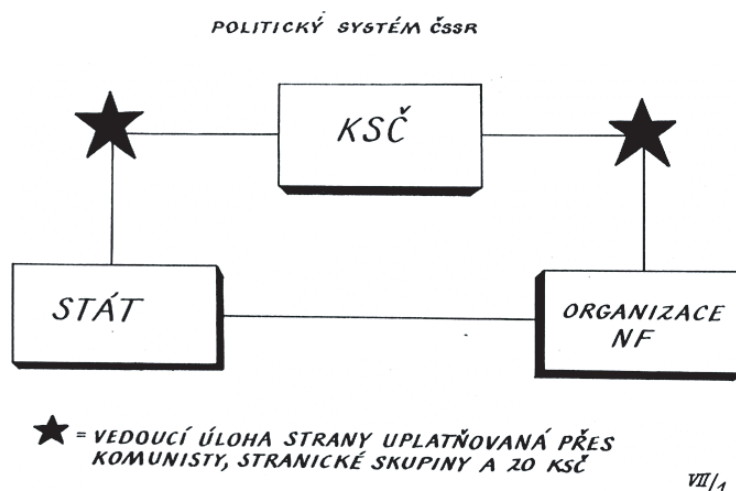 POLITICKÝ SYSTÉM ČSSR
KSČ
STÁT
ORGANIZACE
NF
= VEDOUCÍ ÚLOHA STRANY UPLATŇOVANÁ PŘES
KOMUNISTY, STRANICKÉ SKUPINY A ZO KSČ
VII/1